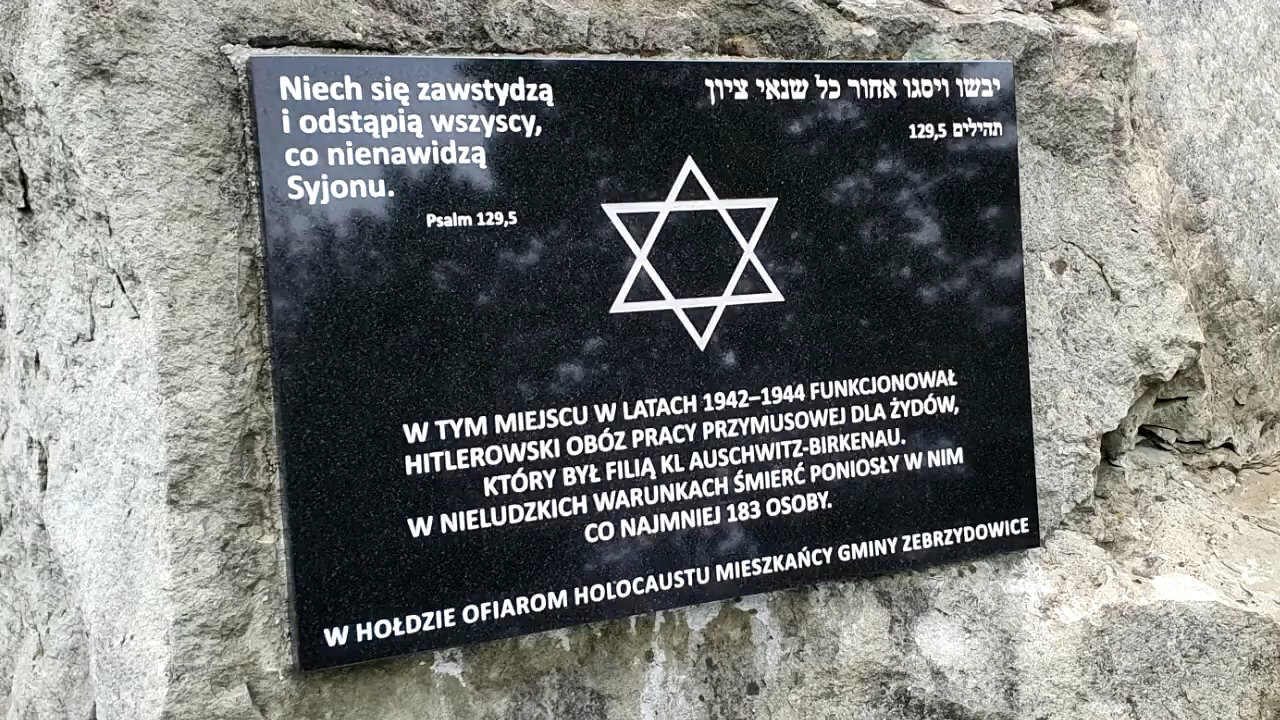 Niech się zawstydzą
i odstąpią wszyscy,
co nienawidzą
Syjonu.
Psalm 129,5
יבשו ויסגו אחור כל שנאי ציון
תהילים 129,5
W TYM MIEJSCU W LATACH 1942–1944 FUNKCJONOWAŁ
HITLEROWSKI OBÓZ PRACY PRZYMUSOWEJ DLA ŻYDÓW,
KTÓRY BYŁ FILIĄ KL AUSCHWITZ-BIRKENAU.
W NIELUDZKICH WARUNKACH ŚMIERĆ PONIOSŁY W NIM
CO NAJMNIEJ 183 OSOBY.
W HOŁDZIE OFIAROM HOLOCAUSTU MIESZKAŃCY GMINY ZEBRZYDOWICE